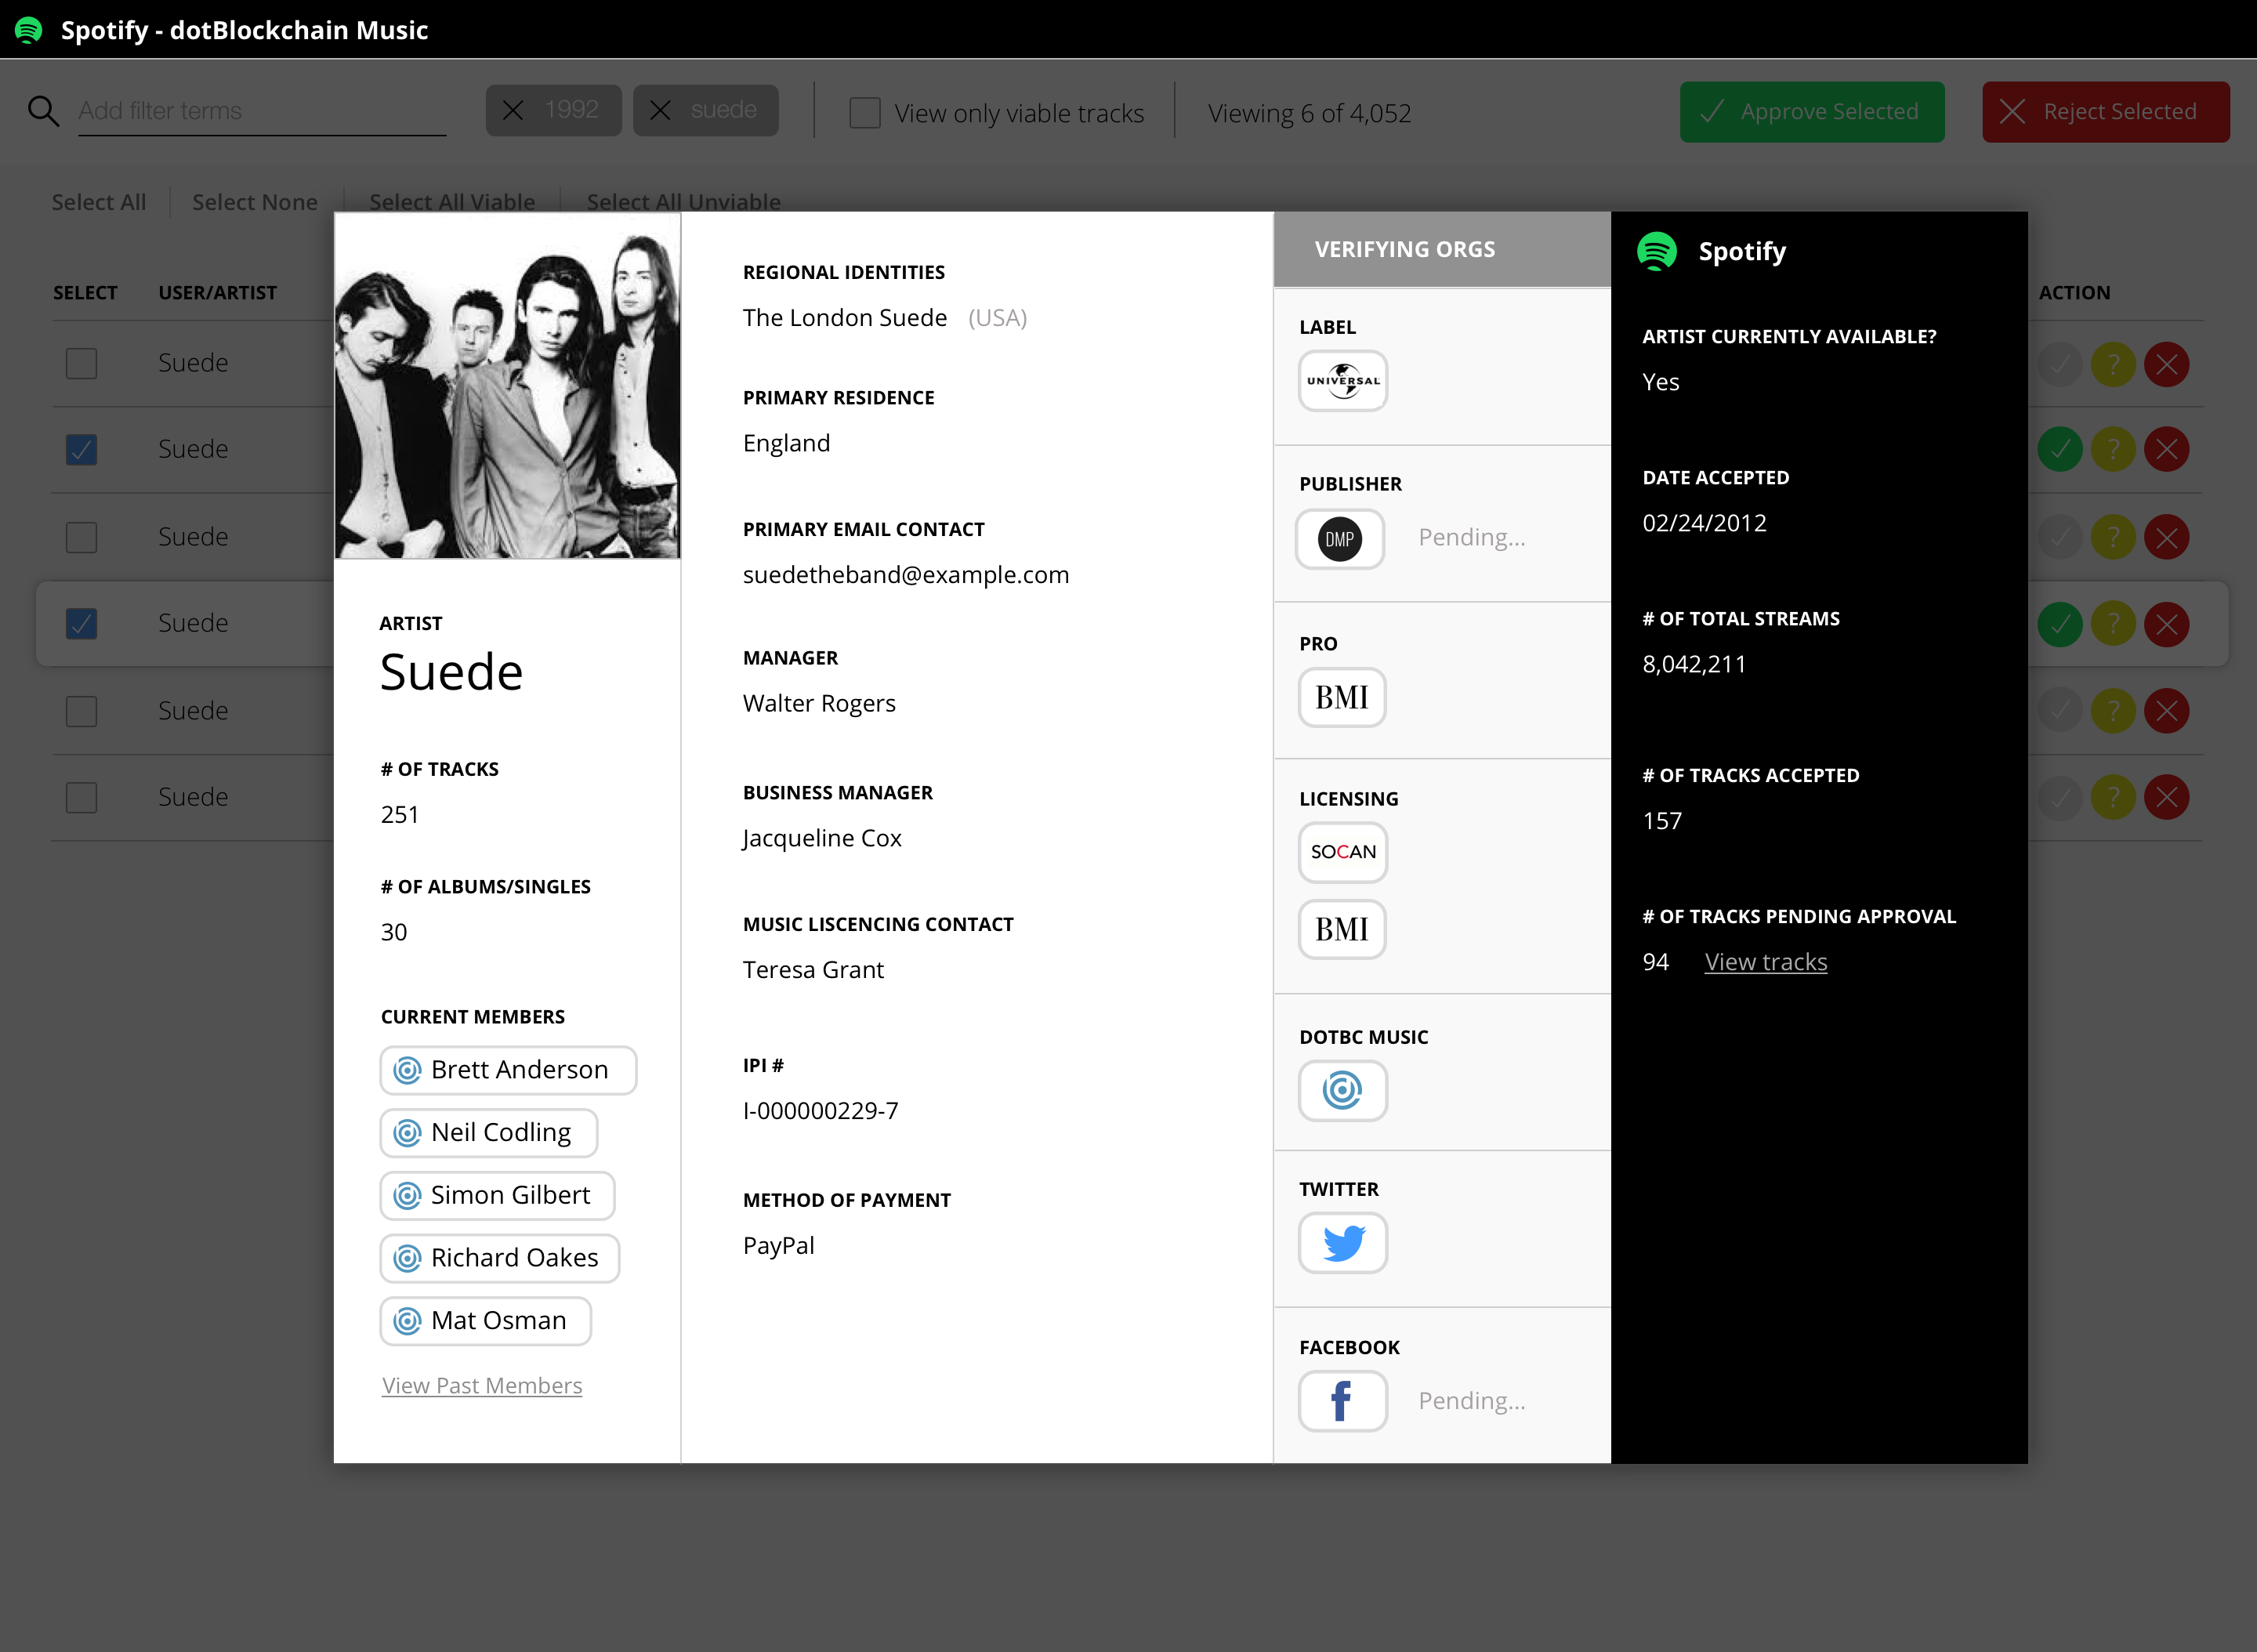 Spotify - dotBlockchain Music
Add filter terms
1992
suede
View only viable tracks
Viewing 6 of 4,052
Approve Selected
Reject Selected
Select All
Select None
Select All Viable
Select All Unviable
SELECT
USER/ARTIST
ACTION
Suede
?
Suede
?
Suede
?
Suede
?
Suede
?
Suede
?
ARTIST
Suede
# OF TRACKS
251
# OF ALBUMS/SINGLES
30
CURRENT MEMBERS
Brett Anderson
Neil Codling
Simon Gilbert
Richard Oakes
Mat Osman
View Past Members
REGIONAL IDENTITIES
The London Suede (USA)
PRIMARY RESIDENCE
England
PRIMARY EMAIL CONTACT
suedetheband@example.com
MANAGER
Walter Rogers
BUSINESS MANAGER
Jacqueline Cox
MUSIC LISCENCING CONTACT
Teresa Grant
IPI #
I-000000229-7
METHOD OF PAYMENT
PayPal
VERIFYING ORGS
LABEL
UNIVERSAL
PUBLISHER
DMP Pending...
PRO
BMI
LICENSING
SOCAN
BMI
DOTBC MUSIC
TWITTER
FACEBOOK
f Pending...
Spotify
ARTIST CURRENTLY AVAILABLE?
Yes
DATE ACCEPTED
02/24/2012
# OF TOTAL STREAMS
8,042,211
# OF TRACKS ACCEPTED
157
# OF TRACKS PENDING APPROVAL
94 View tracks